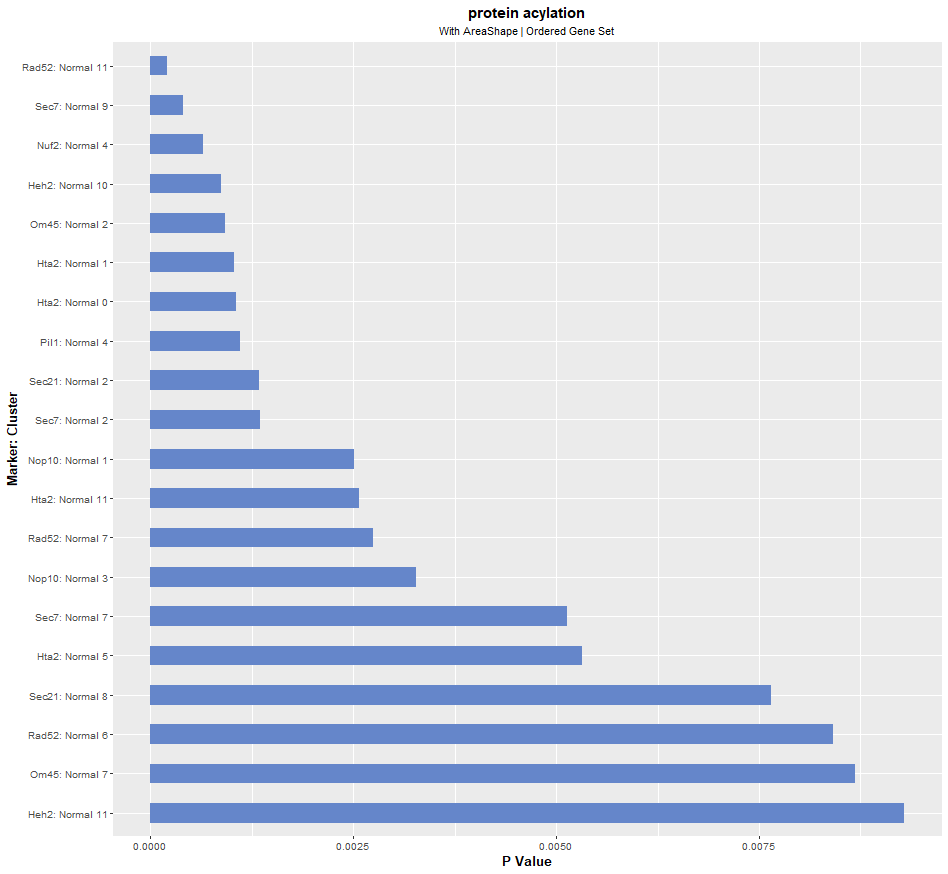 protein acylation
With AreaShape | Ordered Gene Set
Rad52: Normal 11
Sec7: Normal 9
Nuf2: Normal 4
Heh2: Normal 10
Om45: Normal 2
Hta2: Normal 1
Hta2: Normal 0
Pil1: Normal 4
Sec21: Normal 2
Sec7: Normal 2
Nop10: Normal 1
Hta2: Normal 11
Rad52: Normal 7
Nop10: Normal 3
Sec7: Normal 7
Hta2: Normal 5
Sec21: Normal 8
Rad52: Normal 6
Om45: Normal 7
Heh2: Normal 11
Marker: Cluster
0.0000 0.0025 0.0050 0.0075
P Value